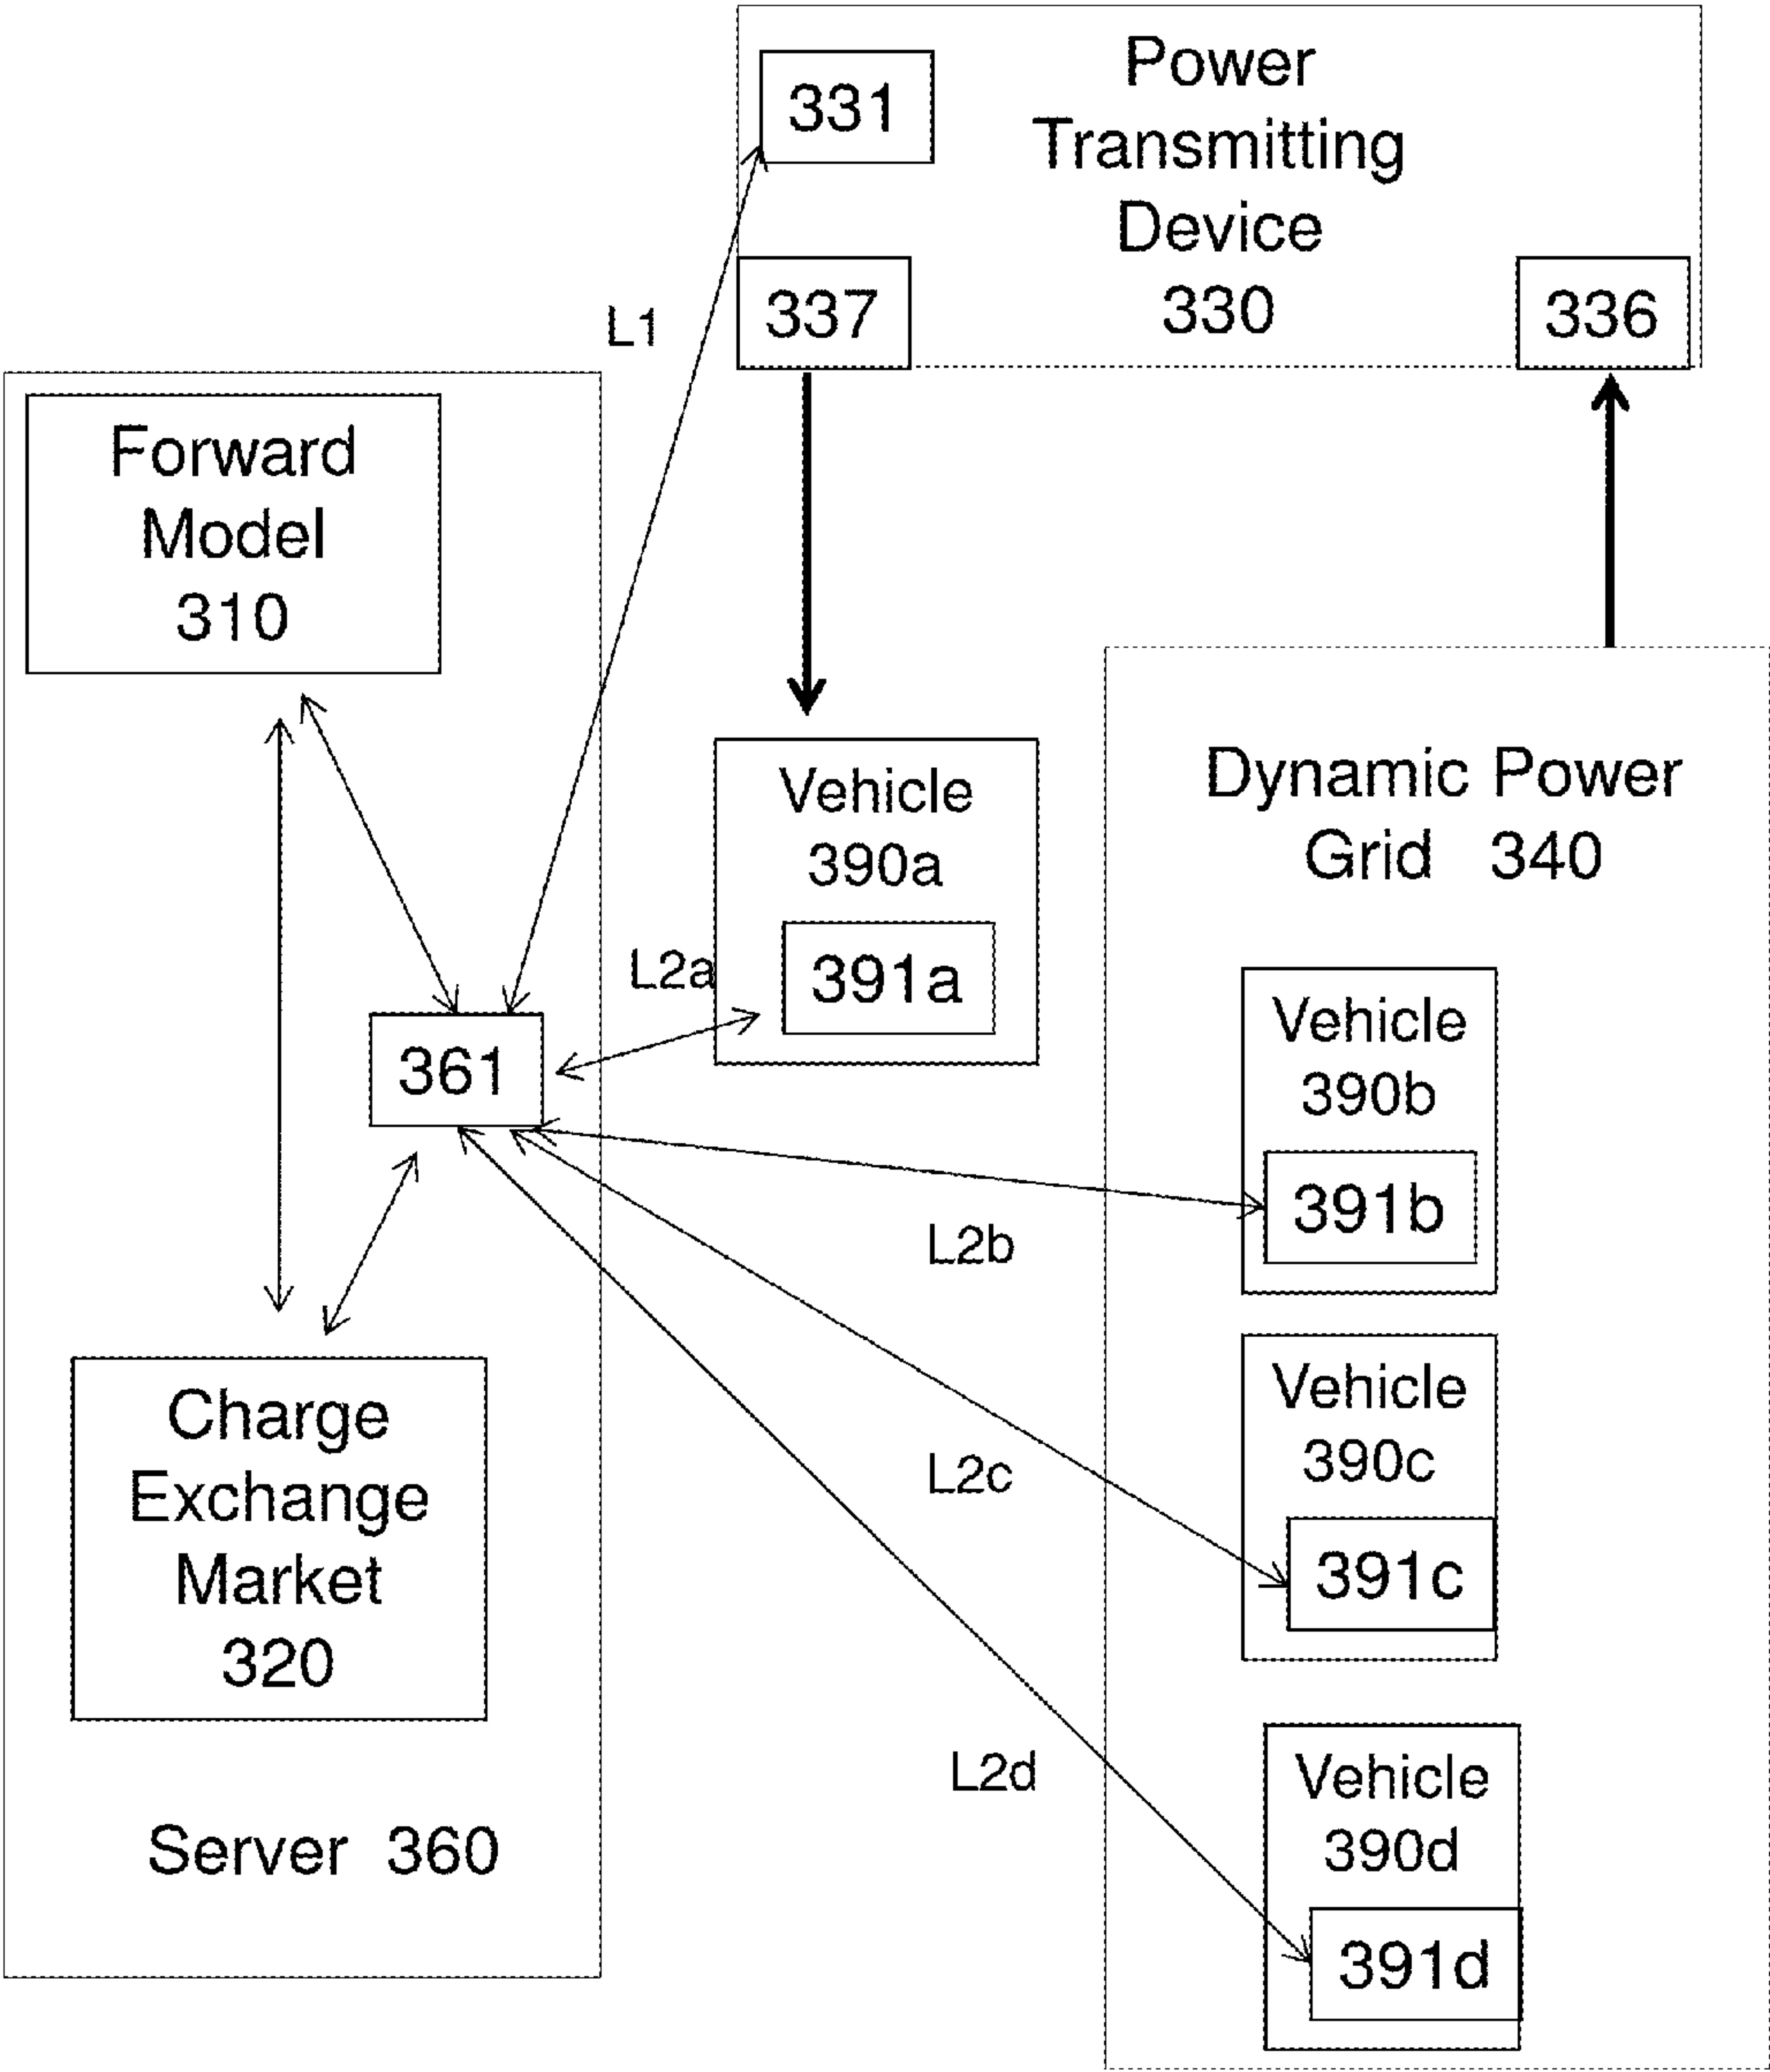 331
Power
Transmitting
Device
330
337
336
L1
Forward
Model
310
Vehicle
390a
391a
L2a
361
Dynamic Power
Grid 340
Vehicle
390b
391b
L2b
Vehicle
390c
391c
L2c
Charge
Exchange
Market
320
L2d
Vehicle
390d
391d
Server 360